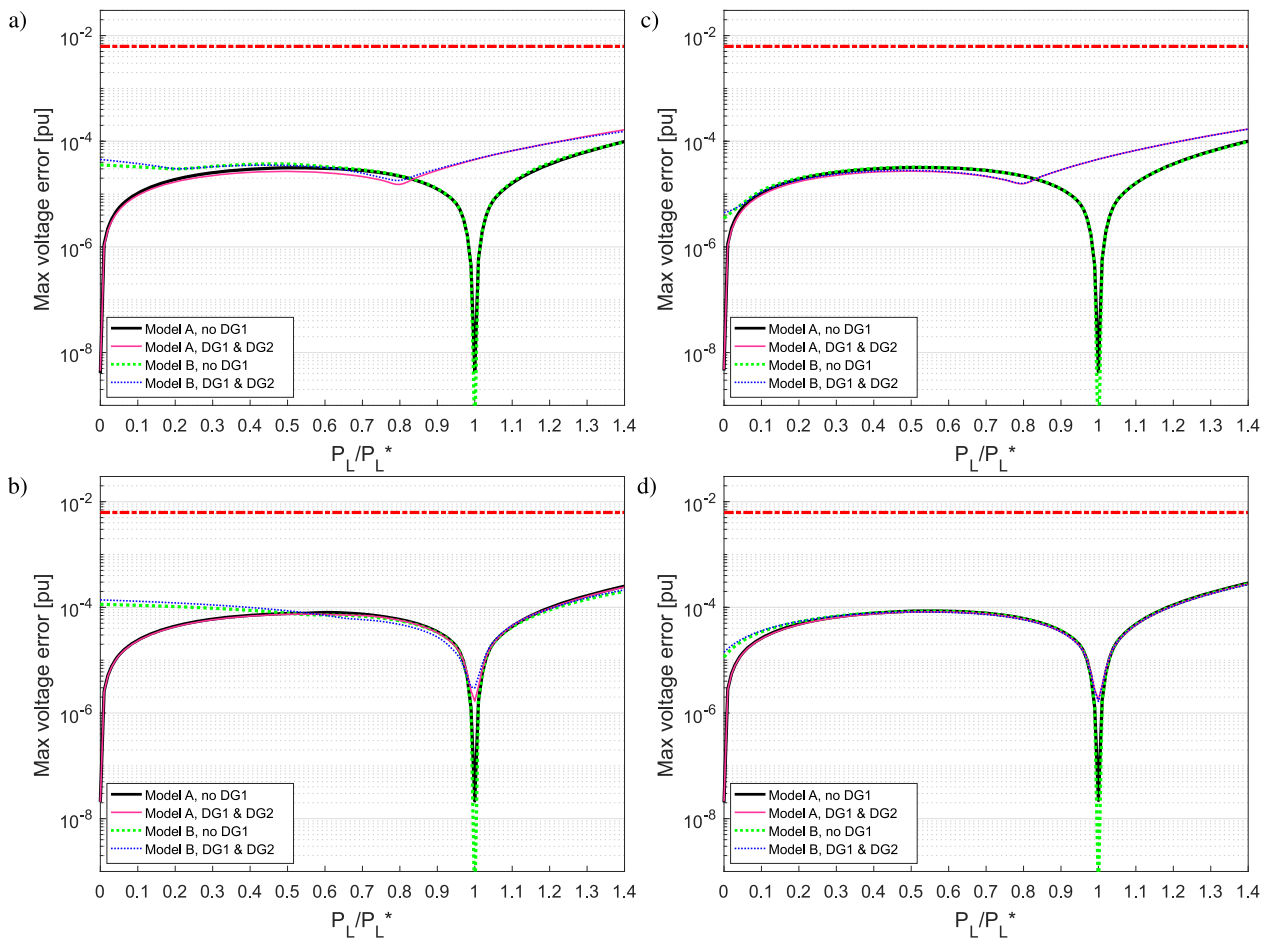 a)
Max voltage error [pu]
10^-2
10^-4
10^-6
10^-8
Model A, no DG1
Model A, DG1 & DG2
Model B, no DG1
Model B, DG1 & DG2
0 0.1 0.2 0.3 0.4 0.5 0.6 0.7 0.8 0.9 1 1.1 1.2 1.3 1.4
P_L/P_L*
c)
Max voltage error [pu]
10^-2
10^-4
10^-6
10^-8
Model A, no DG1
Model A, DG1 & DG2
Model B, no DG1
Model B, DG1 & DG2
0 0.1 0.2 0.3 0.4 0.5 0.6 0.7 0.8 0.9 1 1.1 1.2 1.3 1.4
P_L/P_L*
b)
Max voltage error [pu]
10^-2
10^-4
10^-6
10^-8
Model A, no DG1
Model A, DG1 & DG2
Model B, no DG1
Model B, DG1 & DG2
0 0.1 0.2 0.3 0.4 0.5 0.6 0.7 0.8 0.9 1 1.1 1.2 1.3 1.4
P_L/P_L*
d)
Max voltage error [pu]
10^-2
10^-4
10^-6
10^-8
Model A, no DG1
Model A, DG1 & DG2
Model B, no DG1
Model B, DG1 & DG2
0 0.1 0.2 0.3 0.4 0.5 0.6 0.7 0.8 0.9 1 1.1 1.2 1.3 1.4
P_L/P_L*